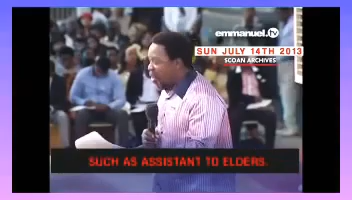 emmanuel.tv
SUN JULY 14TH 2013
SCOAN ARCHIVES
SUCH AS ASSISTANT TO ELDERS.